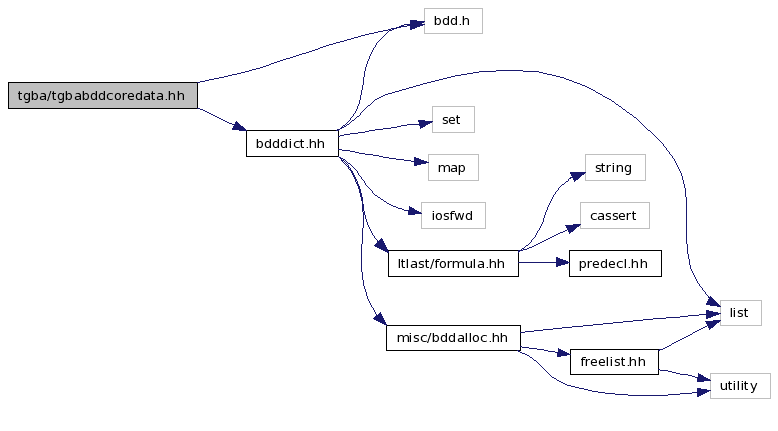 bdd.h
tgba/tgbabddcoredata.hh
set
bdddict.hh
map
string
iosfwd
cassert
ltlast/formula.hh
predecl.hh
list
misc/bddalloc.hh
freelist.hh
utility